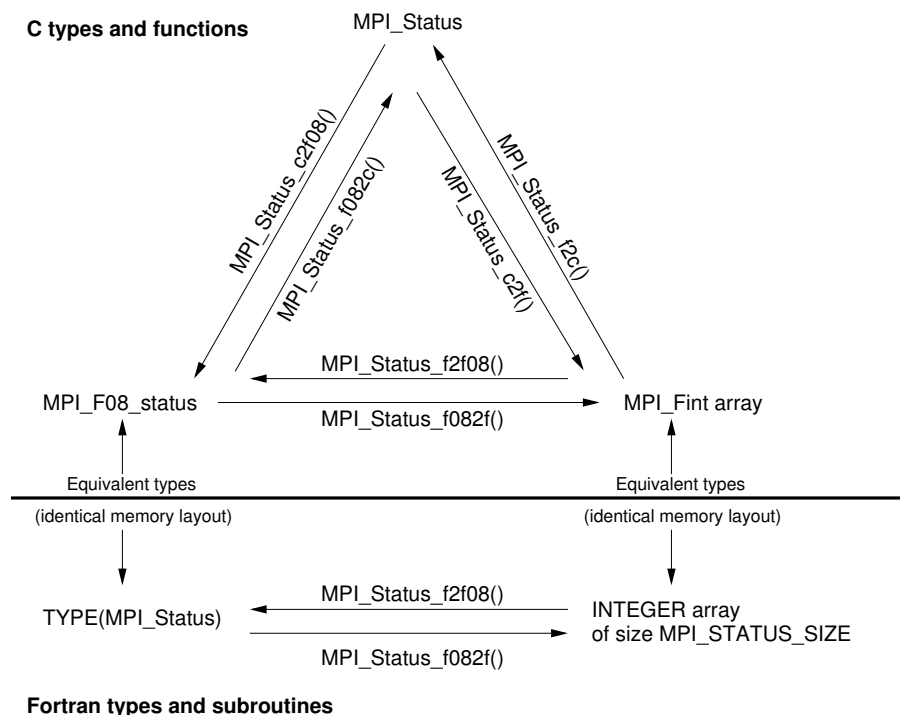 C types and functions
MPI_Status
MPI_Status_c2f08()
MPI_Status_f082c()
MPI_Status_c2f()
MPI_Status_f2c()
MPI_Status_f2f08()
MPI_F08_status
MPI_Fint array
MPI_Status_f082f()
Equivalent types
Equivalent types
(identical memory layout)
(identical memory layout)
MPI_Status_f2f08()
TYPE(MPI_Status)
INTEGER array
of size MPI_STATUS_SIZE
MPI_Status_f082f()
Fortran types and subroutines